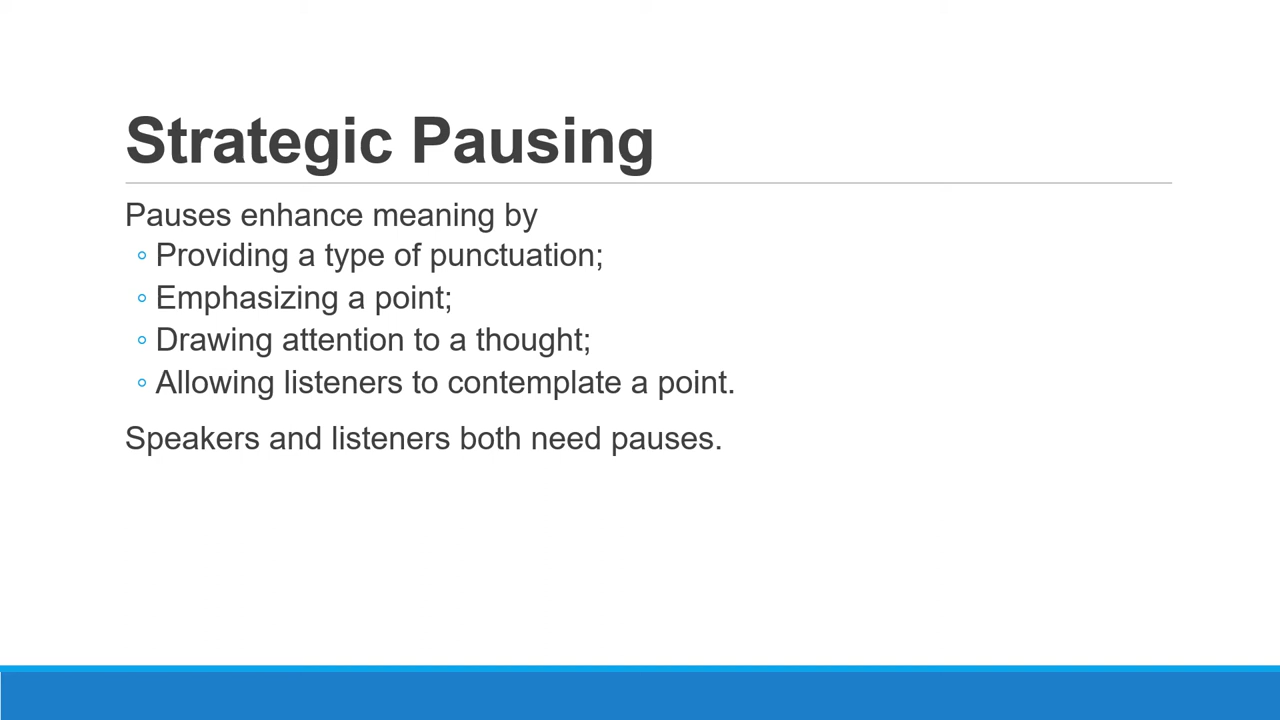 Strategic Pausing
Pauses enhance meaning by
◦ Providing a type of punctuation;
◦ Emphasizing a point;
◦ Drawing attention to a thought;
◦ Allowing listeners to contemplate a point.
Speakers and listeners both need pauses.